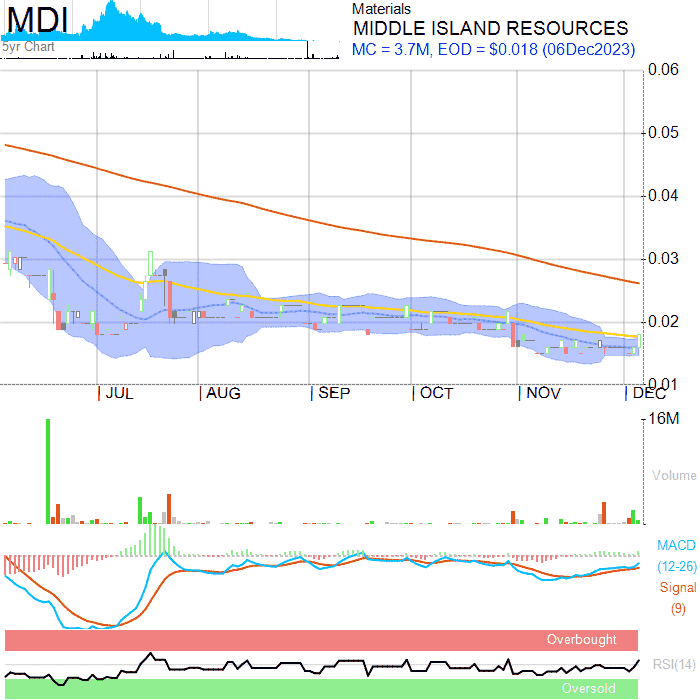 MDI
5yr Chart
Materials
MIDDLE ISLAND RESOURCES
MC = 3.7M, EOD = $0.018 (06Dec2023)
0.06
0.05
0.04
0.03
0.02
0.01
JUL AUG SEP OCT NOV DEC
16M
Volume
MACD
(12-26)
Signal
(9)
Overbought
RSI(14)
Oversold